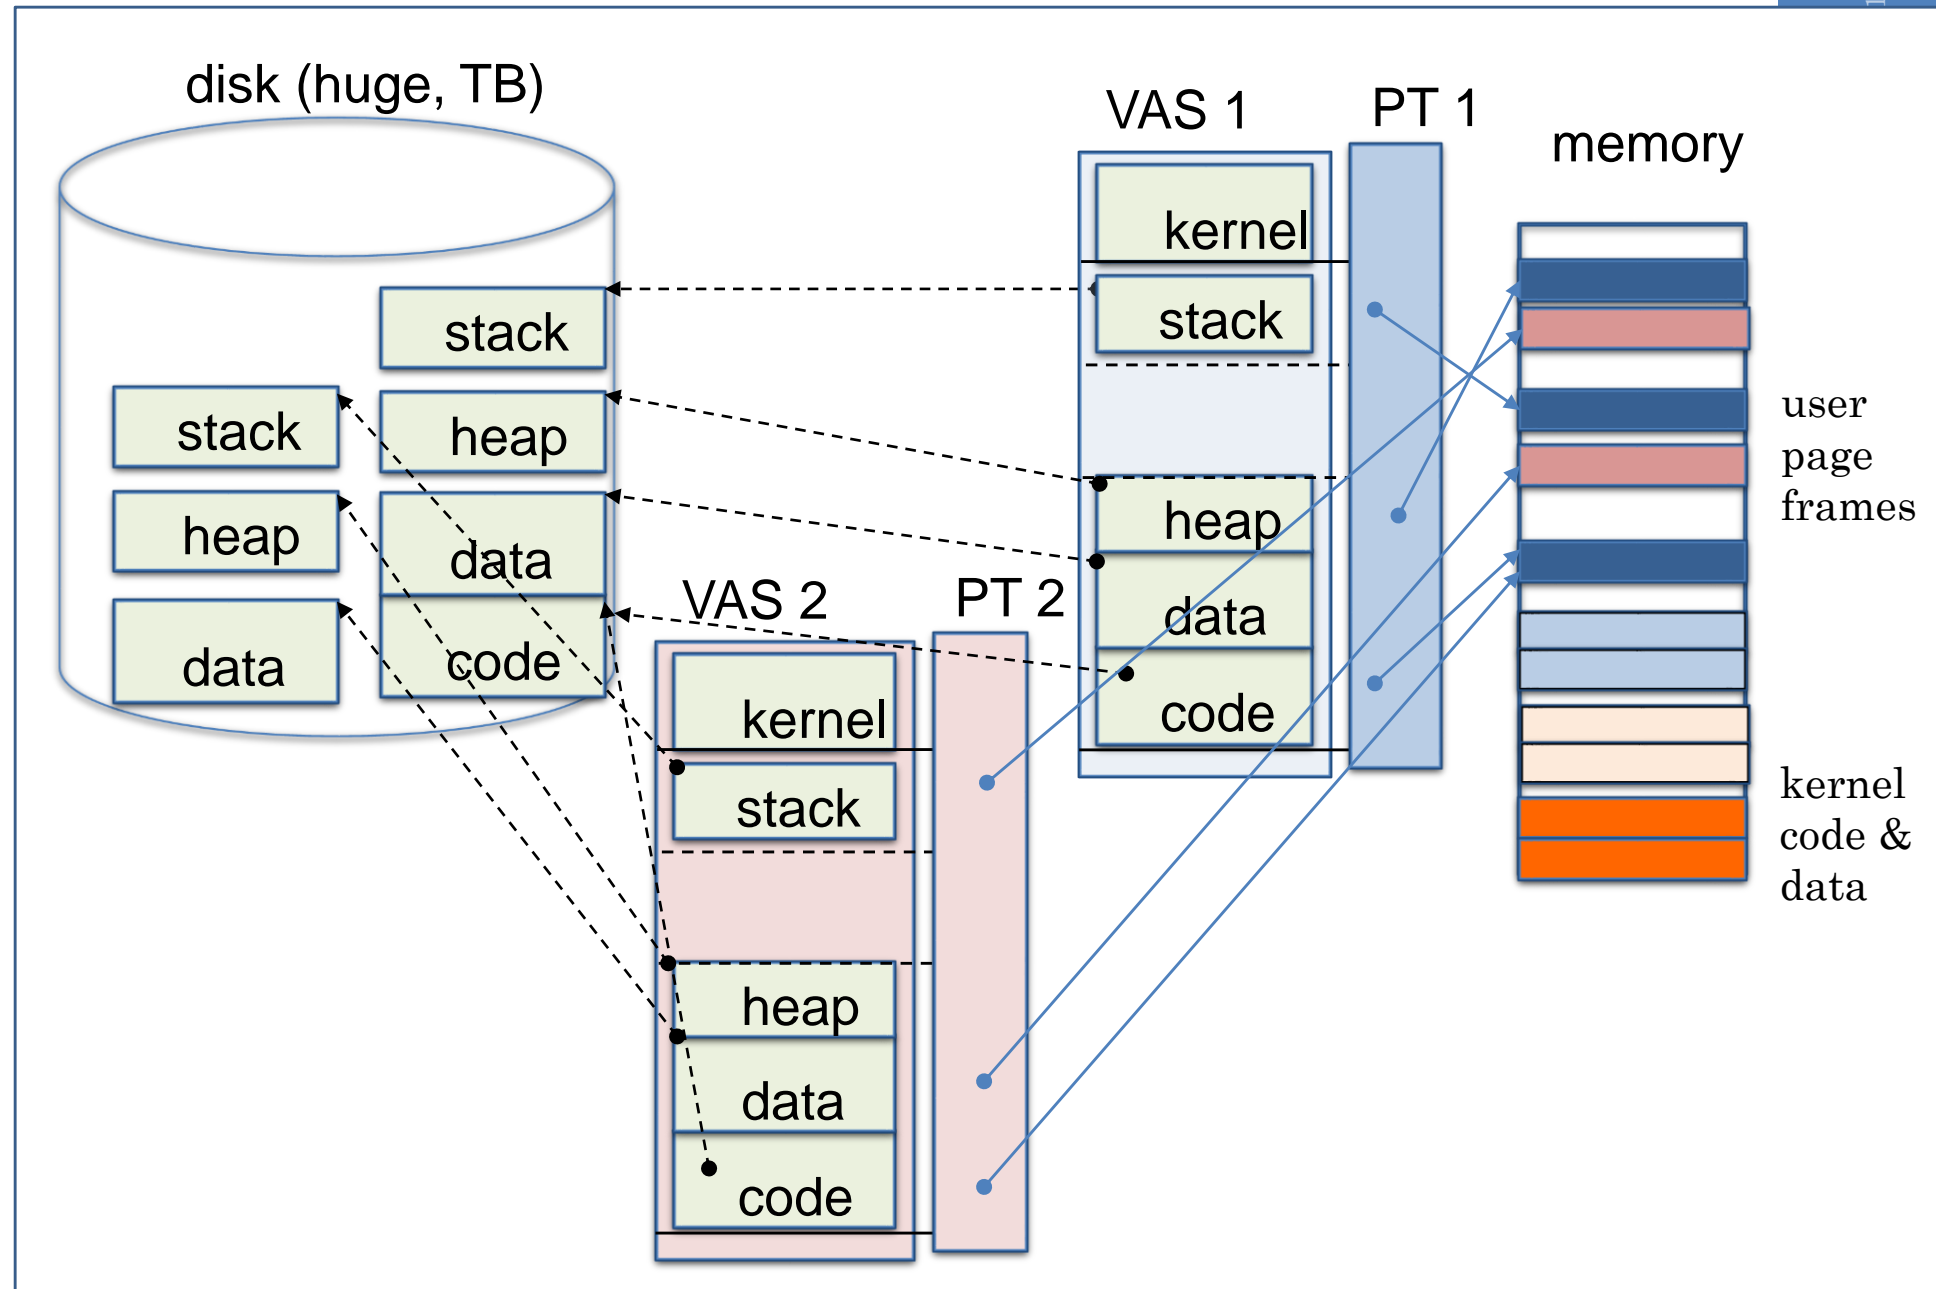 disk (huge, TB)
stack
heap
data
code
stack
heap
data
VAS 1
PT 1
kernel
stack
heap
data
code
VAS 2
PT 2
kernel
stack
heap
data
code
memory
user
page
frames
kernel
code &
data